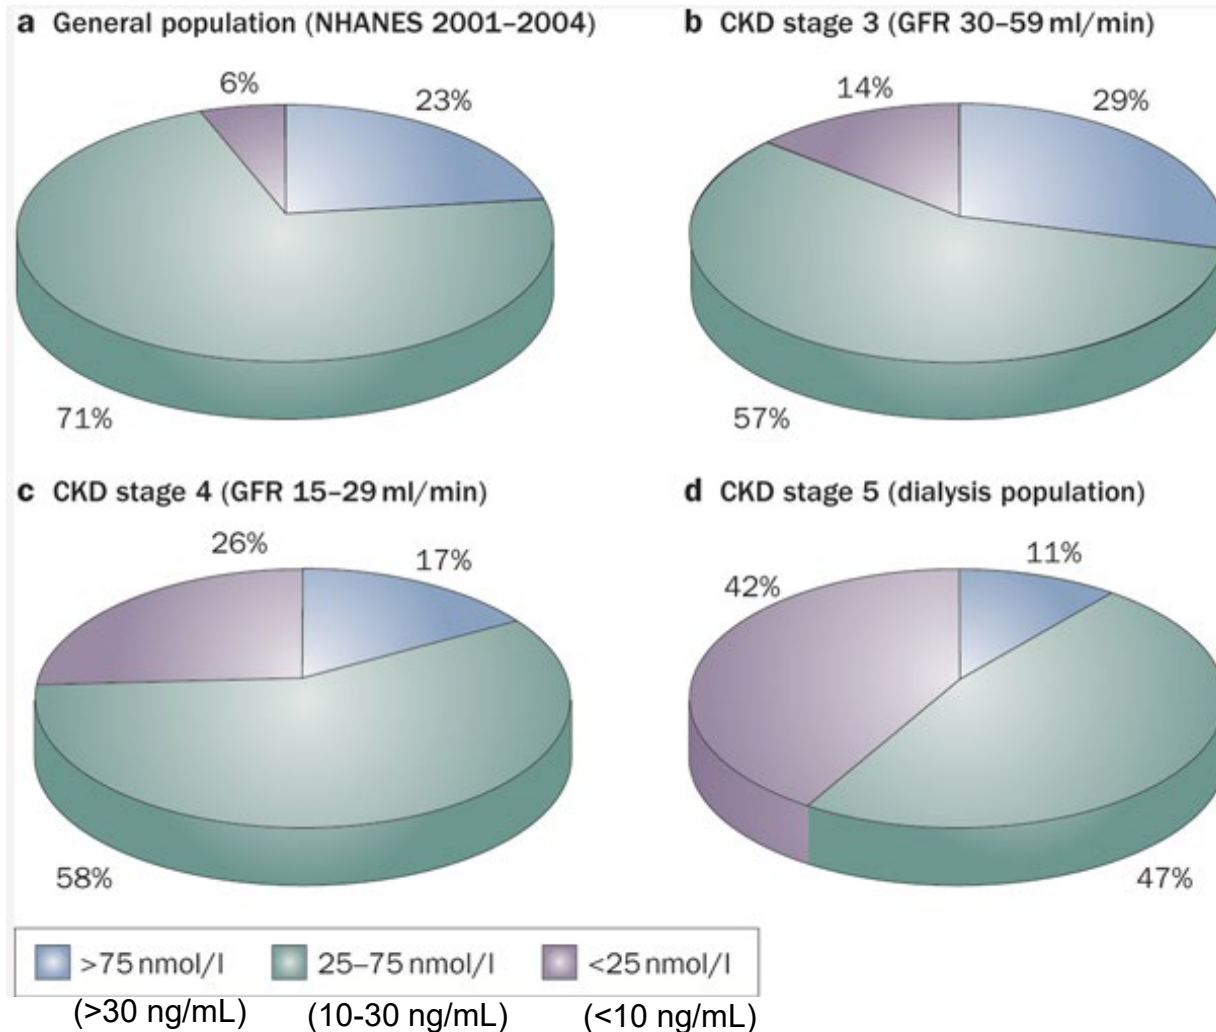 a General population (NHANES 2001–2004)
6%
23%
71%
b CKD stage 3 (GFR 30–59 ml/min)
14%
29%
57%
c CKD stage 4 (GFR 15–29 ml/min)
26%
17%
58%
d CKD stage 5 (dialysis population)
11%
42%
47%
>75 nmol/l 25–75 nmol/l <25 nmol/l
(>30 ng/mL) (10-30 ng/mL) (<10 ng/mL)